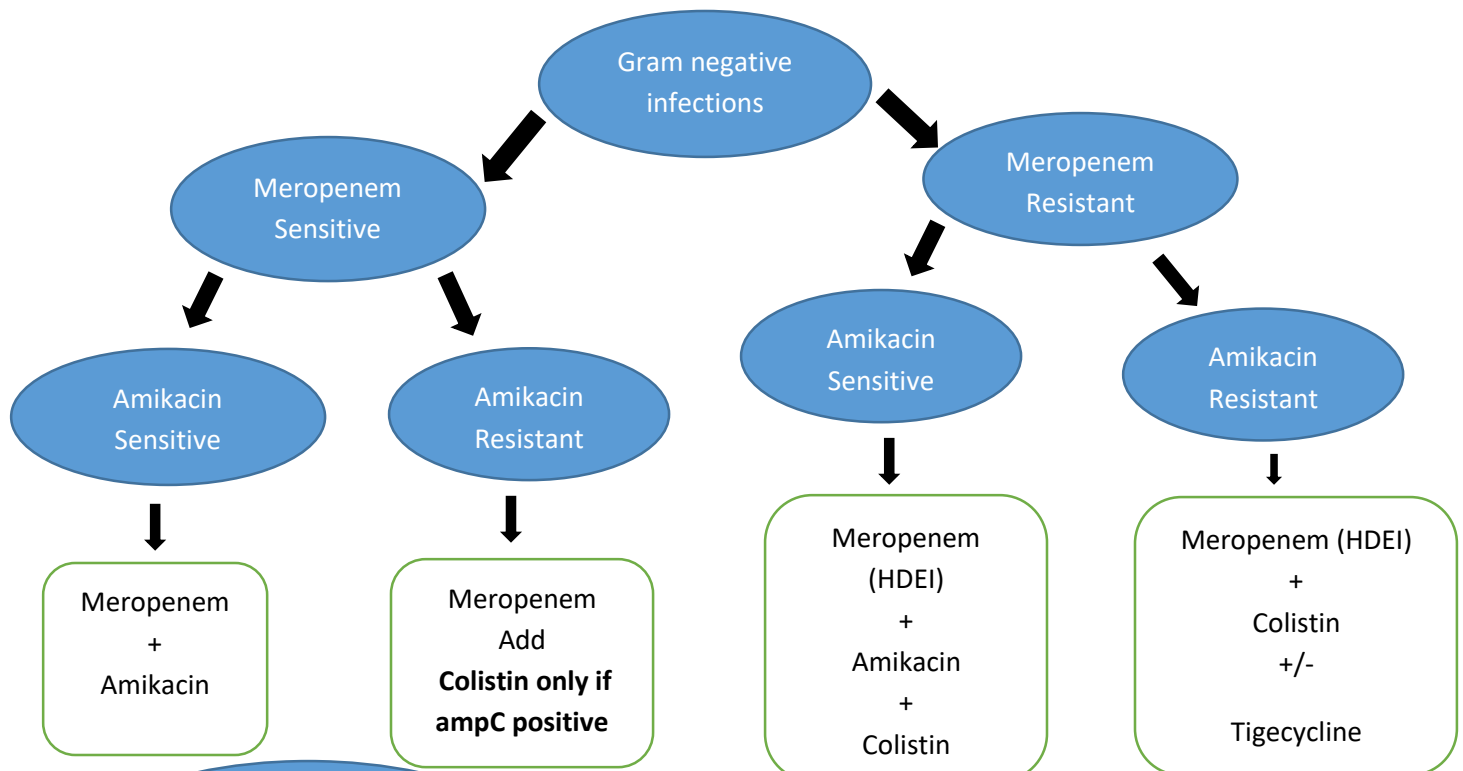 Gram negative
infections
Meropenem
Sensitive
Meropenem
Resistant
Amikacin
Sensitive
Amikacin
Resistant
Amikacin
Sensitive
Amikacin
Resistant
Meropenem
+
Amikacin
Meropenem
Add
Colistin only if
ampC positive
Meropenem
(HDEI)
+
Amikacin
+
Colistin
Meropenem (HDEI)
+
Colistin
+/-
Tigecycline